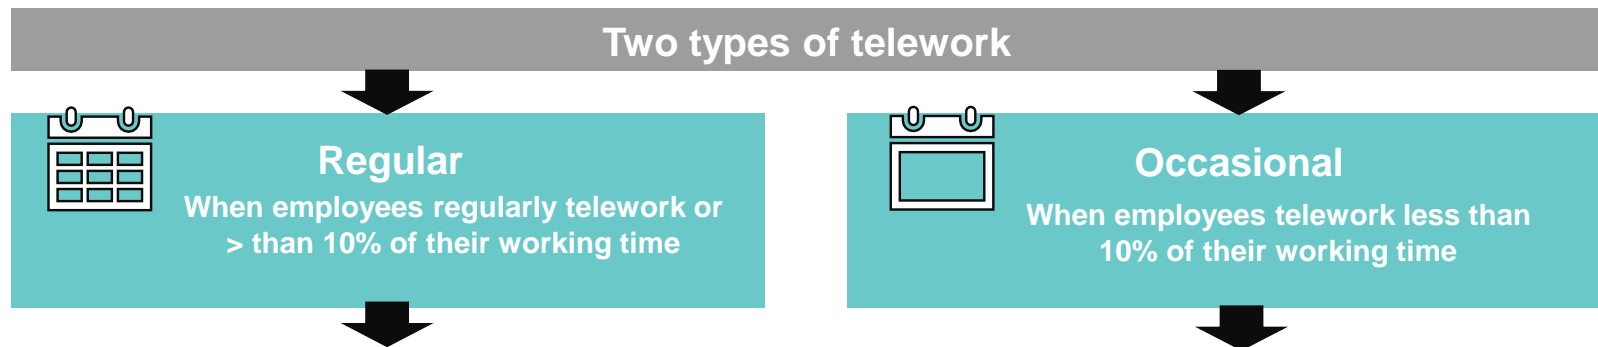 Two types of telework
Regular
When employees regularly telework or
> than 10% of their working time
Occasional
When employees telework less than
10% of their working time